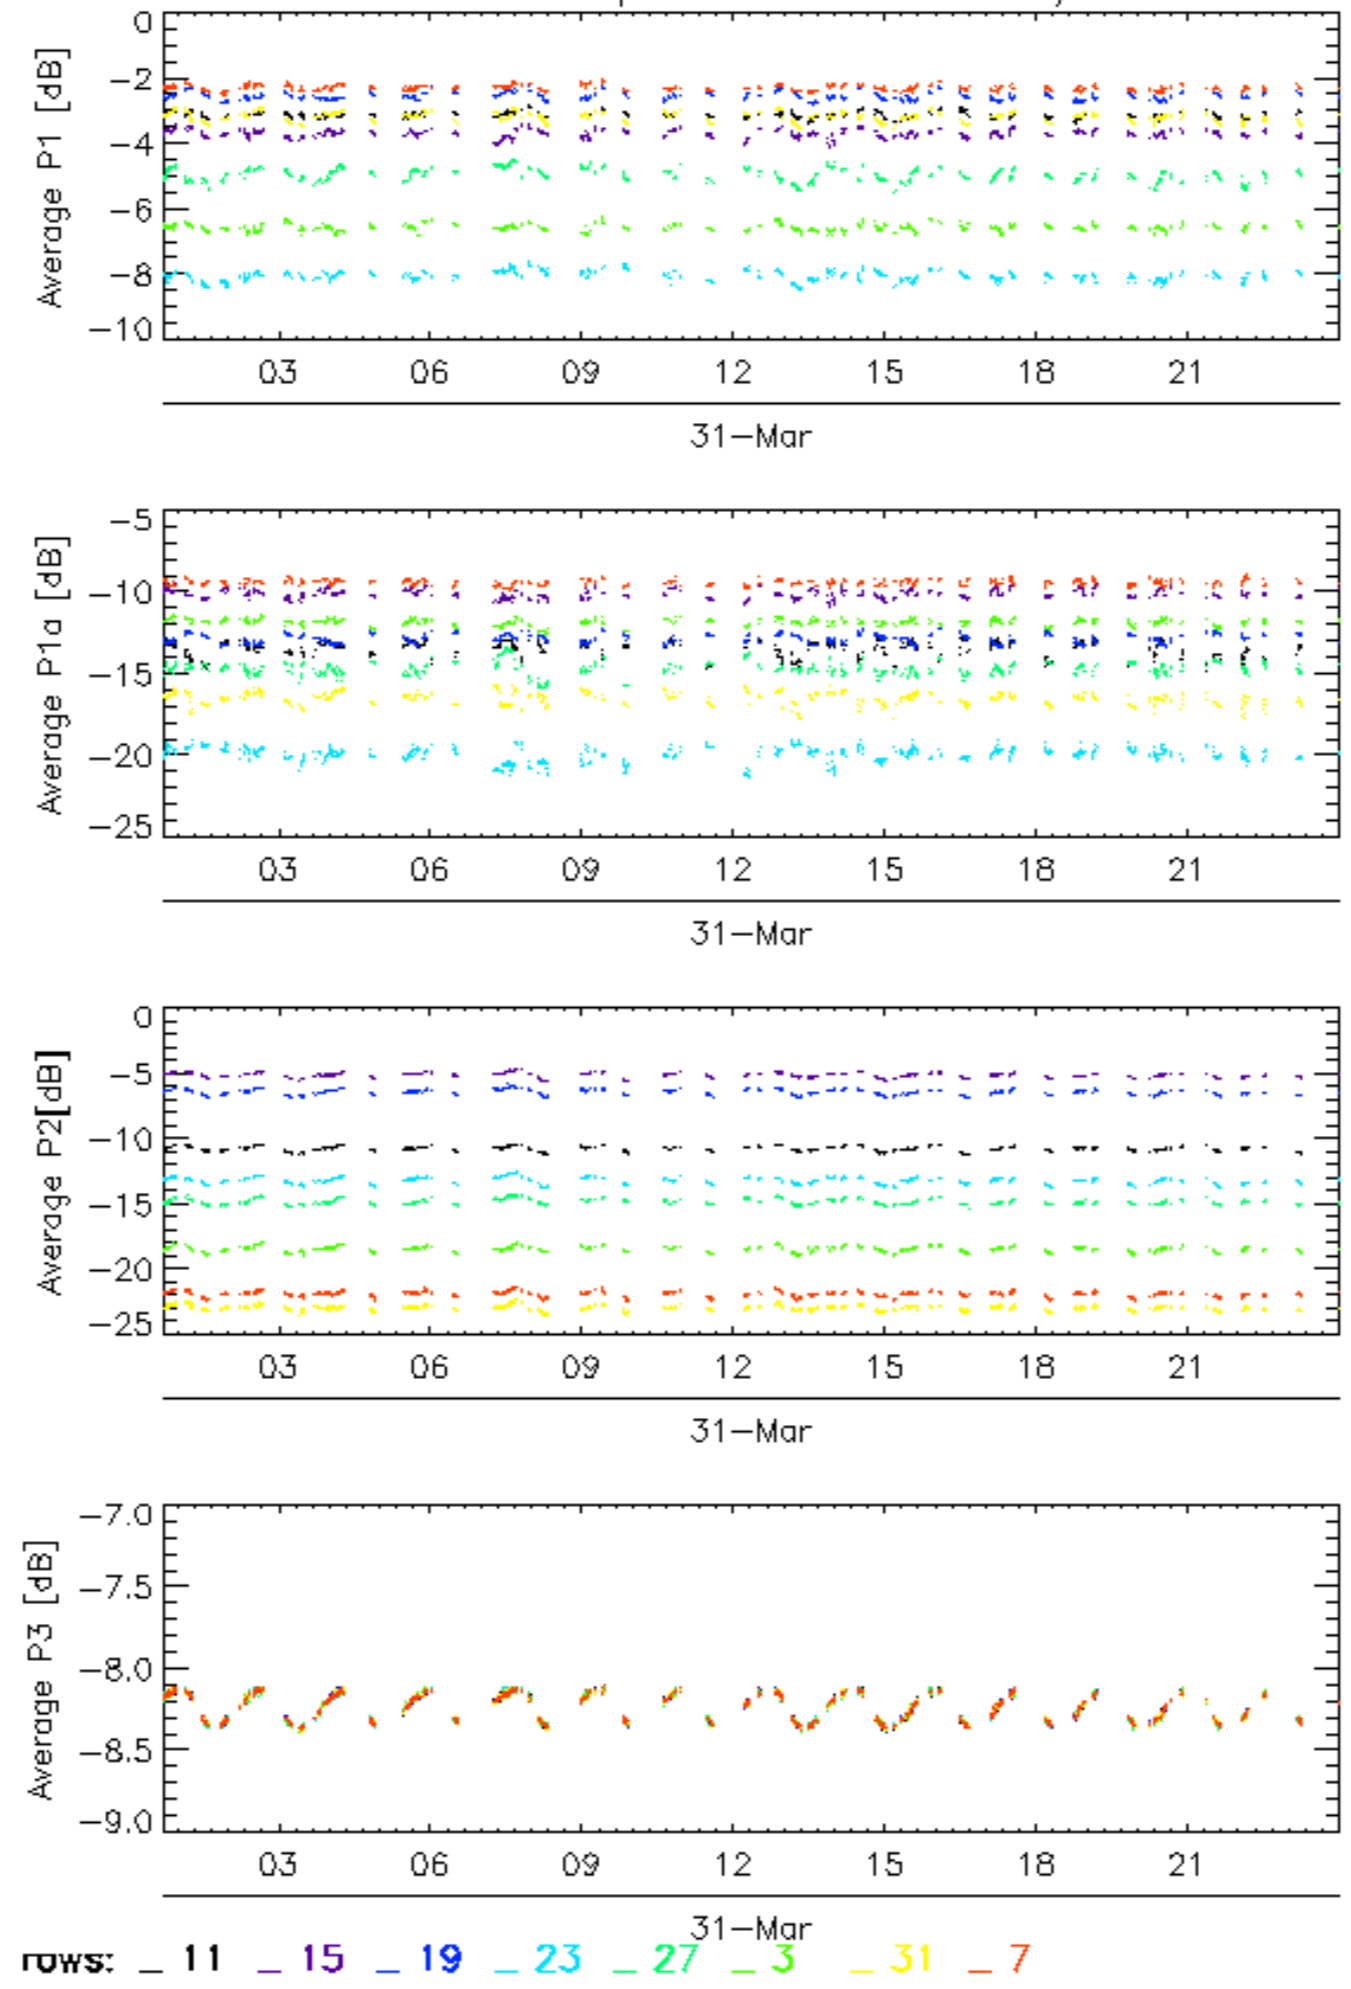 0
−2
−4
−6
−8
−10
Average P1 [dB]
03 06 09 12 15 18 21
31−Mar
−5
−10
−15
−20
−25
Average P1a [dB]
03 06 09 12 15 18 21
31−Mar
0
−5
−10
−15
−20
−25
Average P2[dB]
03 06 09 12 15 18 21
31−Mar
−7.0
−7.5
−8.0
−8.5
−9.0
Average P3 [dB]
03 06 09 12 15 18 21
31−Mar
rows: _ 11 _ 15 _ 19 _ 23 _ 27 _ 3 _ 31 _ 7